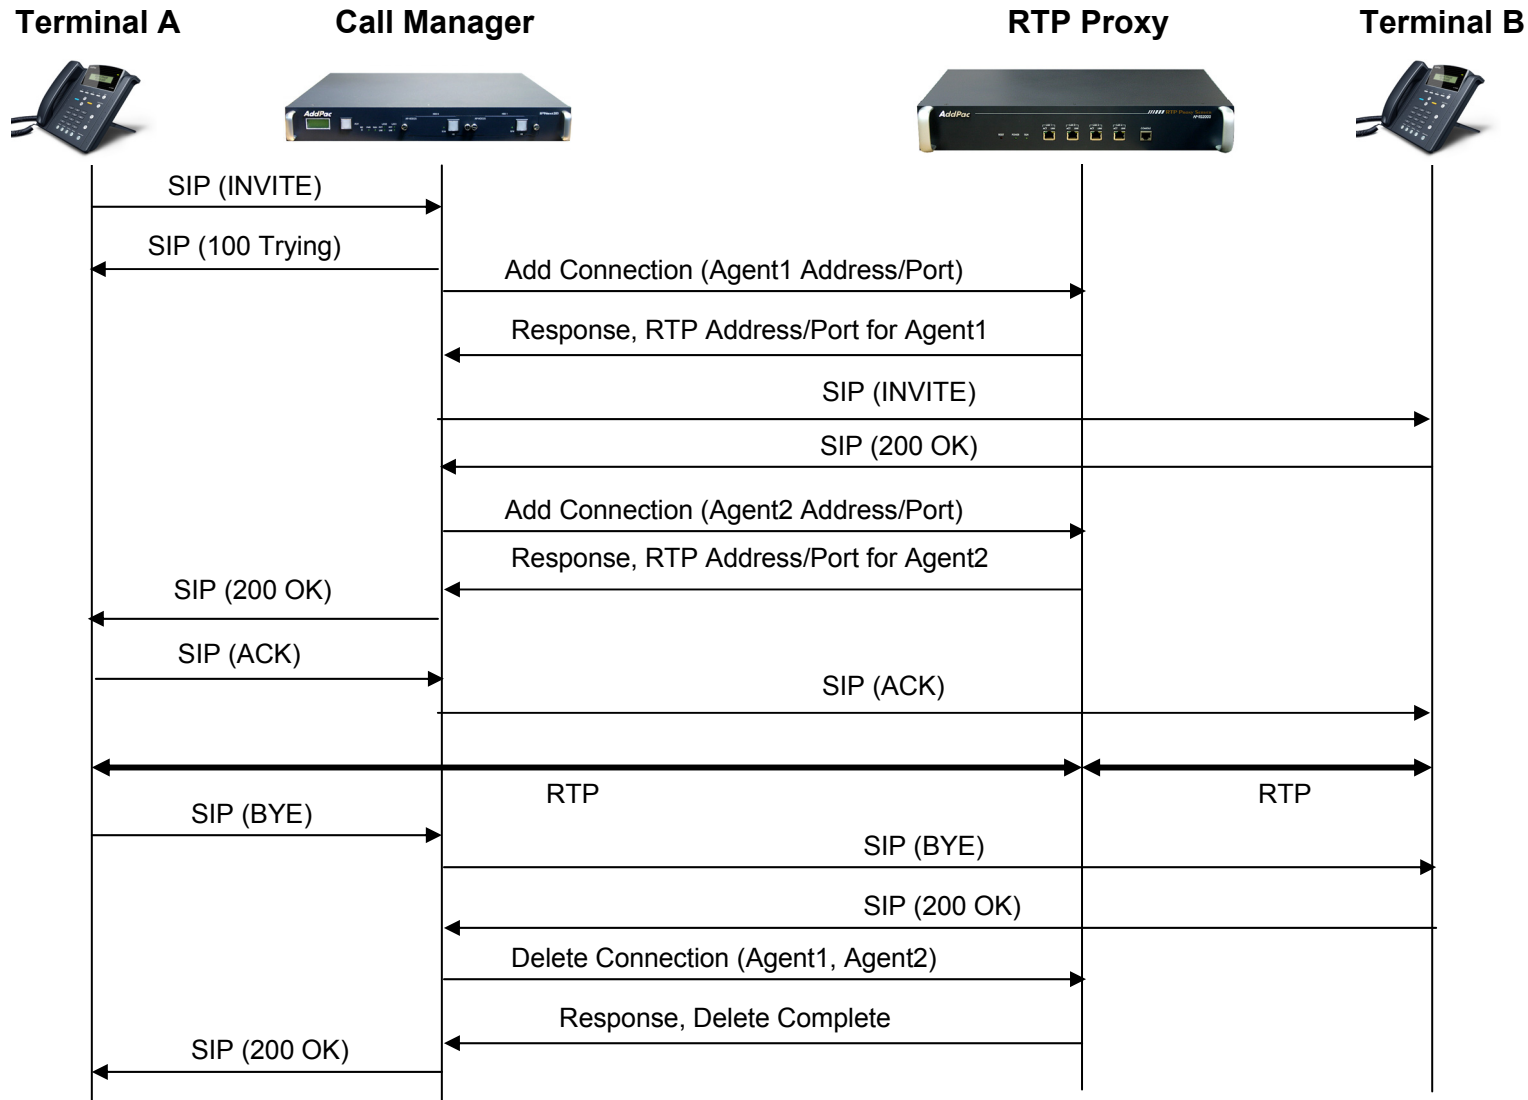 Terminal A
Call Manager
RTP Proxy
Terminal B
AddPac
AddPac
SIP (INVITE)
SIP (100 Trying)
Add Connection (Agent1 Address/Port)
Response, RTP Address/Port for Agent1
SIP (INVITE)
SIP (200 OK)
Add Connection (Agent2 Address/Port)
Response, RTP Address/Port for Agent2
SIP (200 OK)
SIP (ACK)
SIP (ACK)
RTP
RTP
SIP (BYE)
SIP (BYE)
SIP (200 OK)
Delete Connection (Agent1, Agent2)
Response, Delete Complete
SIP (200 OK)